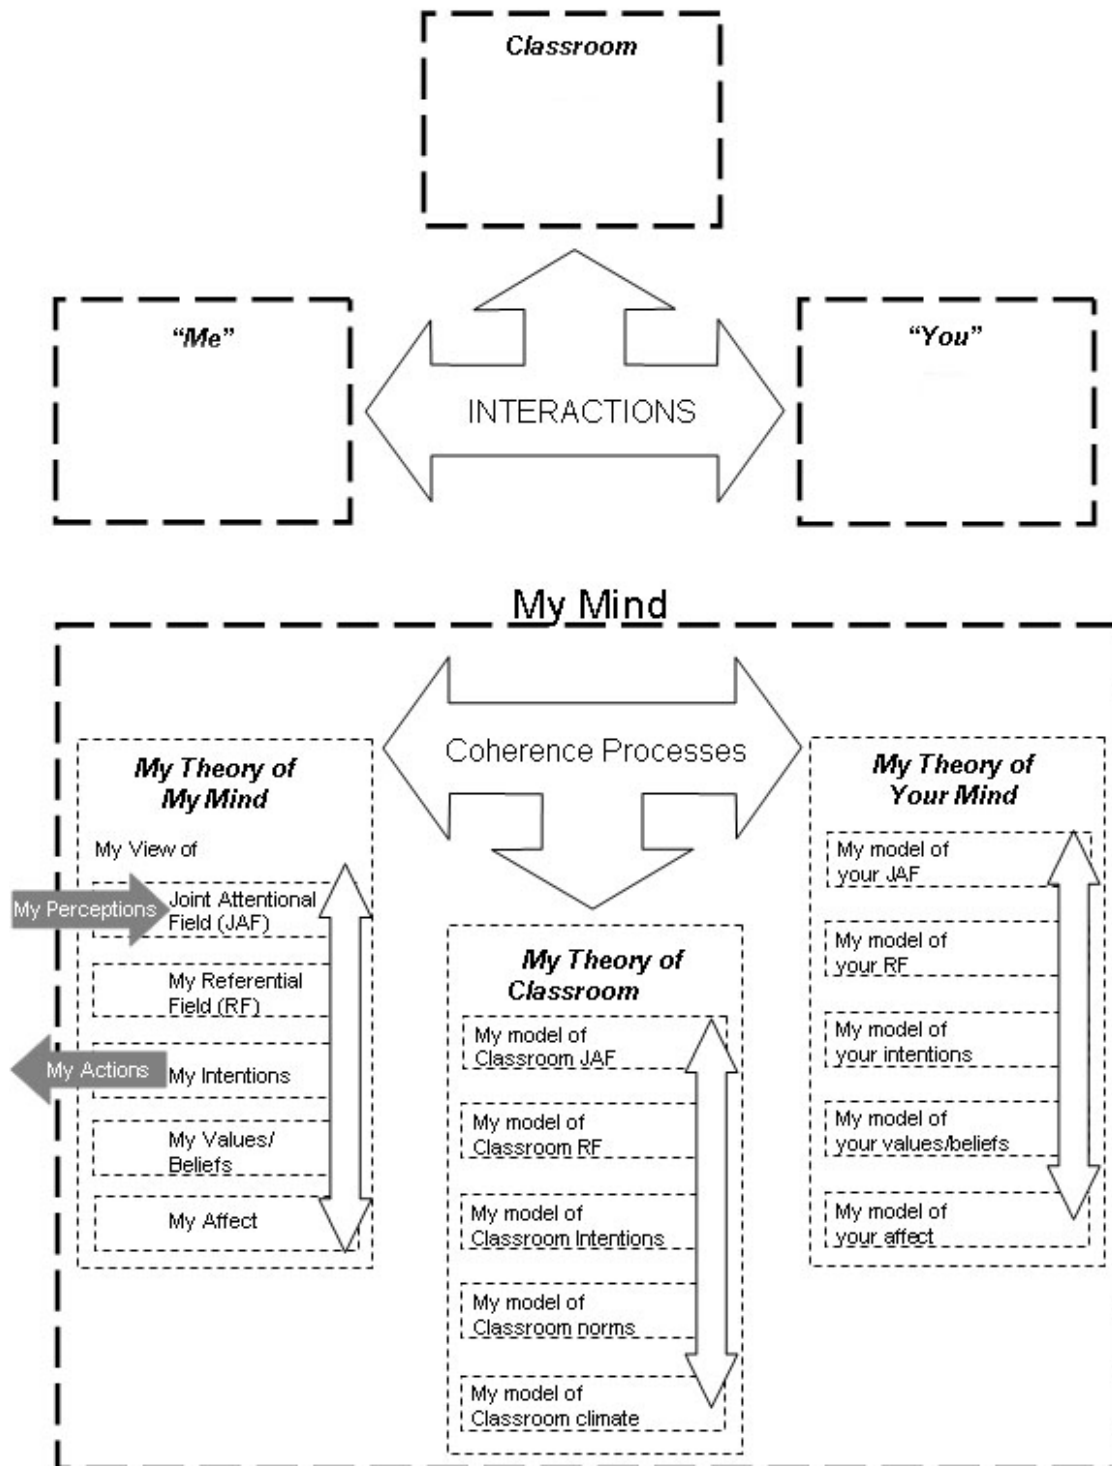 Classroom
“Me”
“You”
INTERACTIONS
My Mind
Coherence Processes
My Theory of
My Mind
My View of
My Perceptions
Joint Attentional
Field (JAF)
My Referential
Field (RF)
My Actions
My Intentions
My Values/
Beliefs
My Affect
My Theory of
Classroom
My model of
Classroom JAF
My model of
Classroom RF
My model of
Classroom Intentions
My model of
Classroom norms
My model of
Classroom climate
My Theory of
Your Mind
My model of
your JAF
My model of
your RF
My model of
your intentions
My model of
your values/beliefs
My model of
your affect